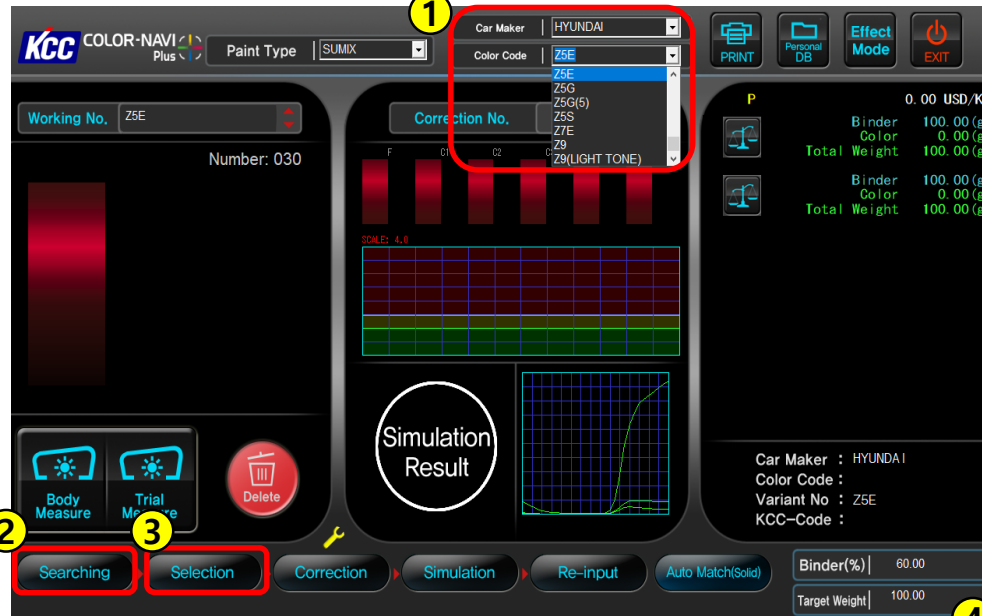 1
KCC COLOR-NAVI Plus
Paint Type SUMIX
Car Maker HYUNDAI
Color Code Z5E
Z5E
Z5G
Z5G(5)
Z5S
Z7E
Z9
Z9(LIGHT TONE)
PRINT
Personal DB
Effect Mode
EXIT
Working No. Z5E
Number: 030
Correction No.
F C1 C2
SCALE: 4.0
Simulation
Result
P 0.00 USD/K
Binder 100.00(g
Color 0.00(g
Total Weight 100.00(g
Binder 100.00(g
Color 0.00(g
Total Weight 100.00(g
Car Maker : HYUNDAI
Color Code :
Variant No : Z5E
KCC-Code :
Body Measure
Trial Measure
Delete
2
3
Searching
Selection
Correction
Simulation
Re-input
Auto Match(Solid)
Binder(%) 60.00
Target Weight 100.00